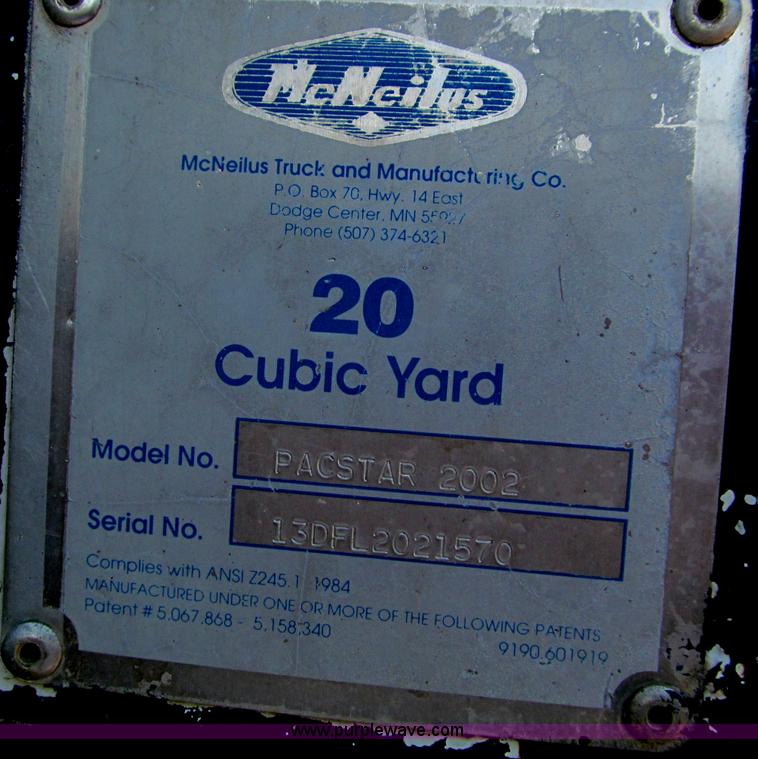 McNeilus
McNeilus Truck and Manufacturing Co.
P.O. Box 70, Hwy. 14 East
Dodge Center, MN
Phone (507) 374-6321
20
Cubic Yard
Model No. PACSTAR 2002
Serial No. 13DFL2021570
Complies with ANSI Z245.1 1984
MANUFACTURED UNDER ONE OR MORE OF THE FOLLOWING PATENTS
Patent # 5,067,868 - 5,158,340
9190.601919
www.purplewave.com